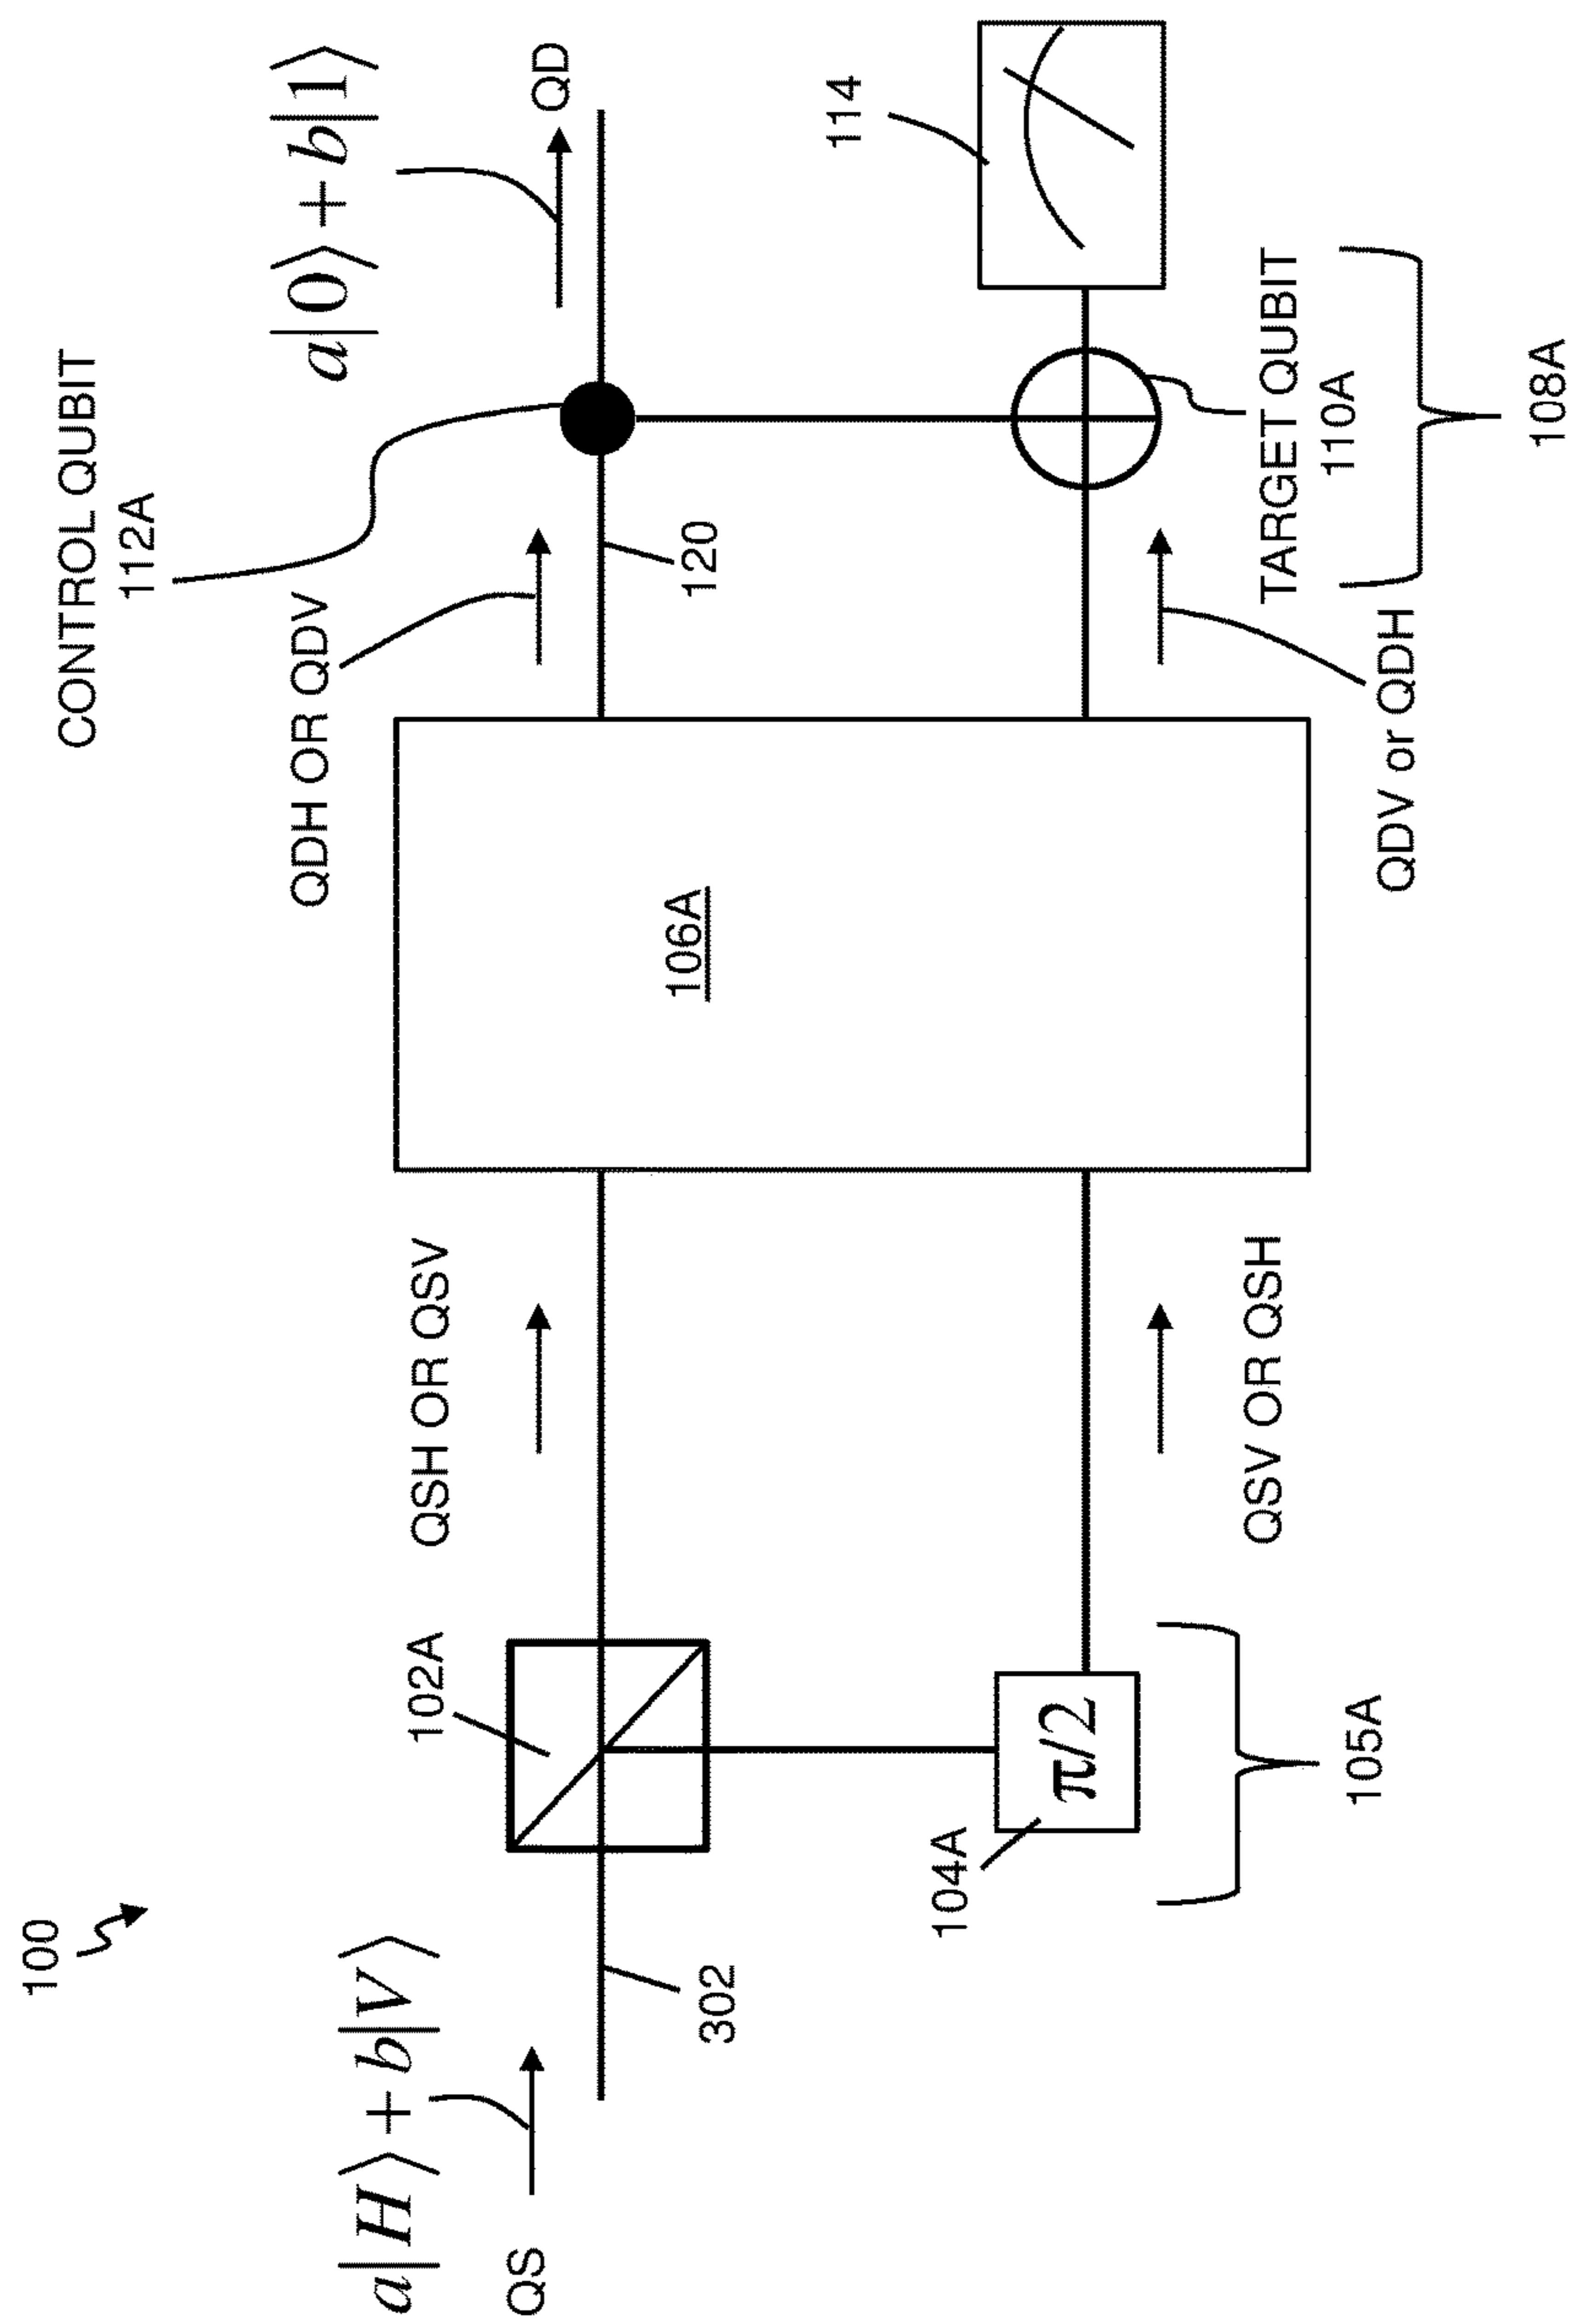 100
a|H⟩+b|V⟩
QS
302
102A
104A
π/2
105A
QSH OR QSV
QSV OR QSH
106A
QDH OR QDV
QDV or QDH
CONTROL QUBIT
112A
120
a|0⟩+b|1⟩
QD
114
TARGET QUBIT
110A
108A